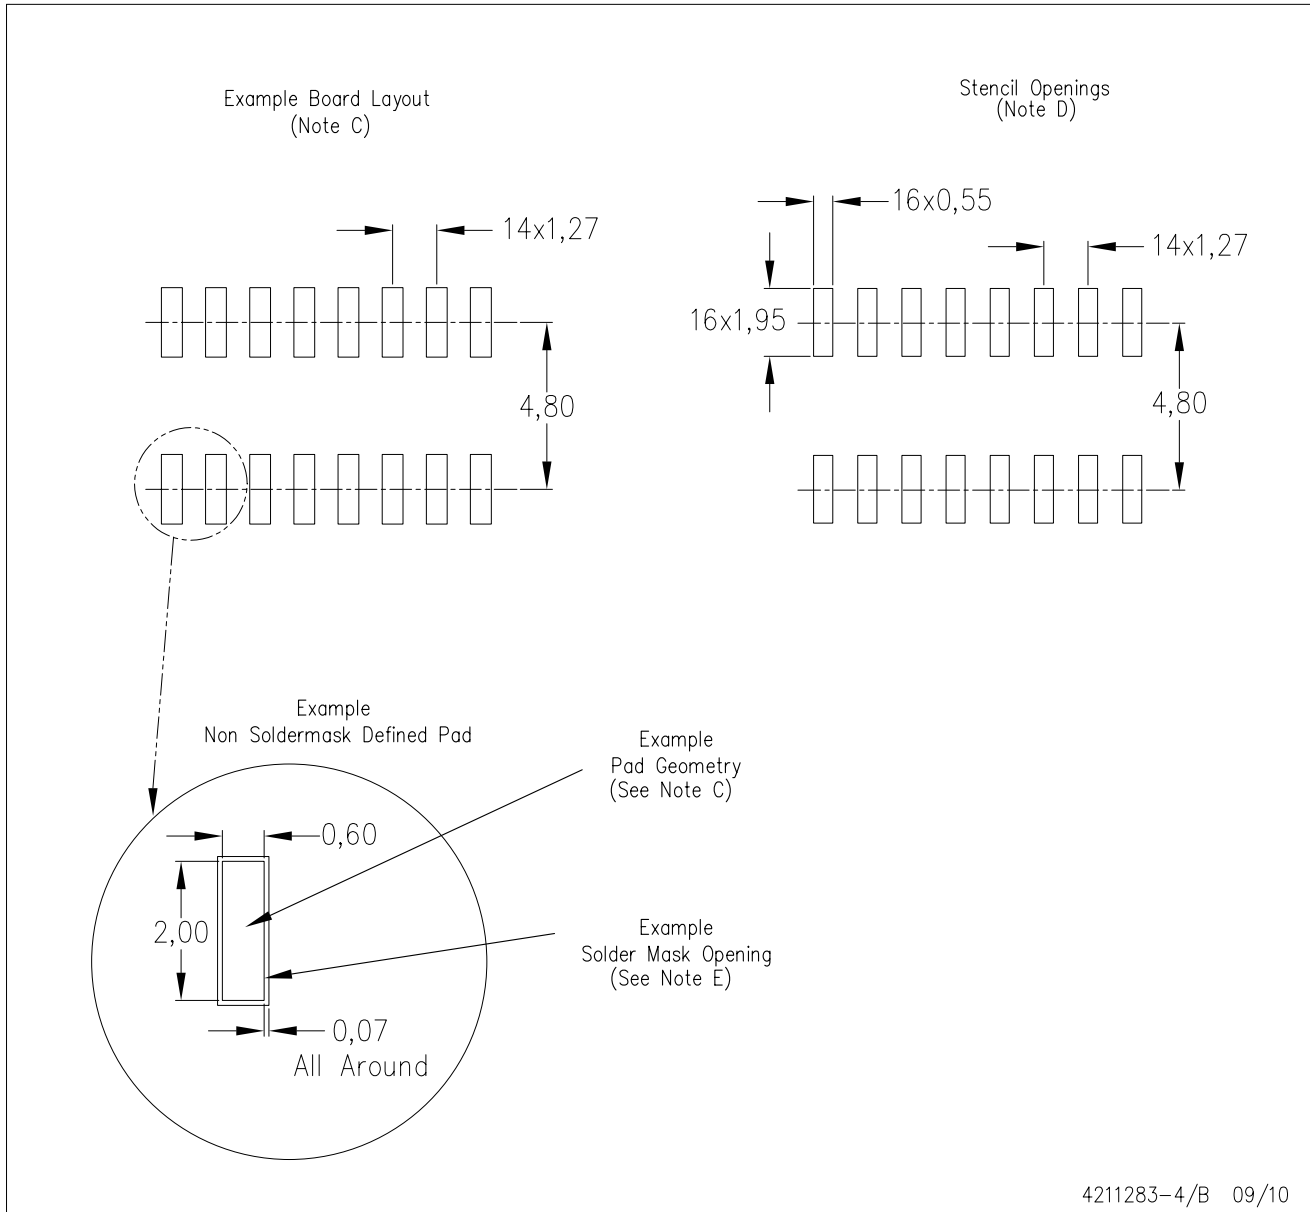 Example Board Layout
(Note C)
Stencil Openings
(Note D)
14x1,27
4,80
16x0,55
14x1,27
16x1,95
4,80
Example
Non Soldermask Defined Pad
Example
Pad Geometry
(See Note C)
0,60
2,00
Example
Solder Mask Opening
(See Note E)
0,07
All Around
4211283-4/B 09/10